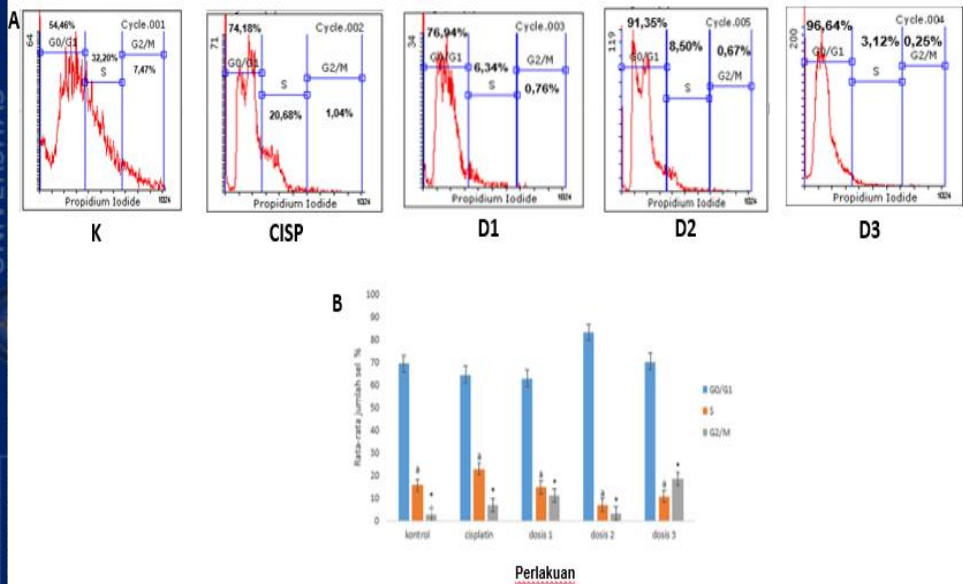 A
Cycle.001
54,46%
64
G0/G1
32,20%
G2/M
S
7,47%
Propidium Iodide
1024
K
Cycle.002
74,18%
71
G0/G1
G2/M
S
20,68%
1,04%
Propidium Iodide
1024
CISP
Cycle.003
76,94%
34
G0/G1
6,34%
G2/M
S
0,76%
Propidium Iodide
1024
D1
Cycle.005
91,35%
119
8,50%
0,67%
G0/G1
G2/M
S
Propidium Iodide
1024
D2
Cycle.004
96,64%
200
3,12%
0,25%
G0/G1
G2/M
S
Propidium Iodide
1024
D3
B
100
90
80
70
60
50
40
30
20
10
0
Rata-rata jumlah sel %
a * a * a * a * a *
kontrol cisplatin dosis 1 dosis 2 dosis 3
G0/G1
S
G2/M
Perlakuan